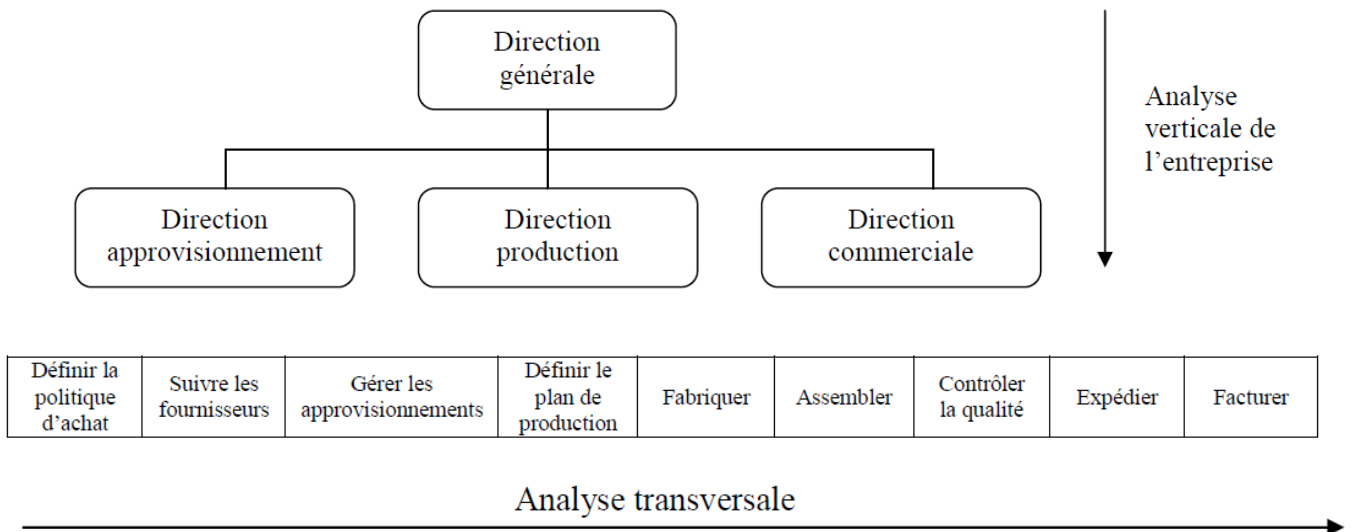 Direction
générale
Analyse
verticale de
l’entreprise
Direction
approvisionnement
Direction
production
Direction
commerciale
Définir la
politique
d’achat
Suivre les
fournisseurs
Gérer les
approvisionnements
Définir le
plan de
production
Fabriquer
Assembler
Contrôler
la qualité
Expédier
Facturer
Analyse transversale